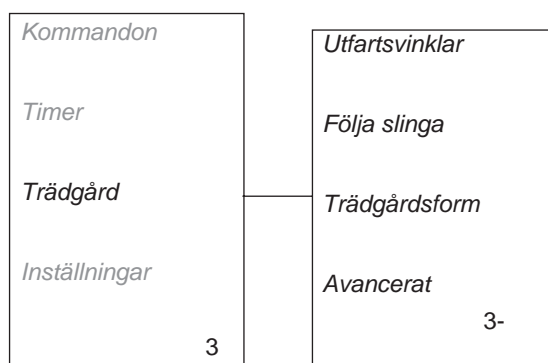 Kommandon
Timer
Trädgård
Inställningar
3
Utfartsvinklar
Följa slinga
Trädgårdsform
Avancerat
3-